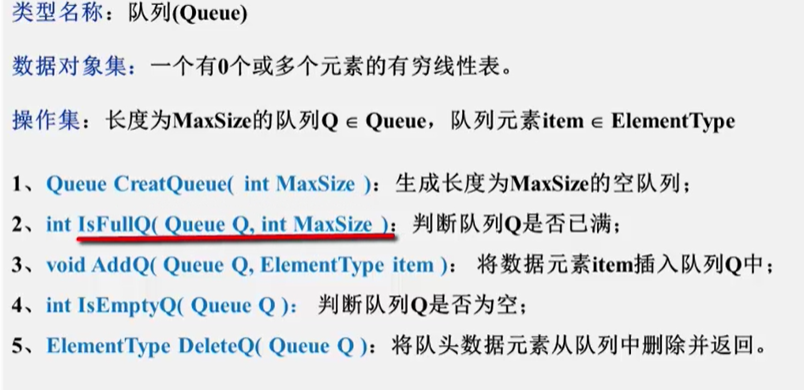 类型名称：队列(Queue)
数据对象集：一个有0个或多个元素的有穷线性表。
操作集：长度为MaxSize的队列Q ∈ Queue，队列元素item ∈ ElementType
1、Queue CreatQueue( int MaxSize )：生成长度为MaxSize的空队列；
2、int IsFullQ( Queue Q, int MaxSize )：判断队列Q是否已满；
3、void AddQ( Queue Q, ElementType item )： 将数据元素item插入队列Q中；
4、int IsEmptyQ( Queue Q )： 判断队列Q是否为空；
5、ElementType DeleteQ( Queue Q )：将队头数据元素从队列中删除并返回。